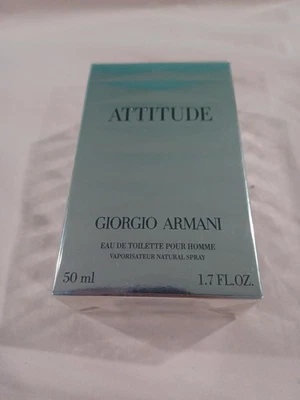 ATTITUDE
GIORGIO ARMANI
EAU DE TOILETTE POUR HOMME
VAPORISATEUR NATURAL SPRAY
50 ml 1.7 FL.OZ.